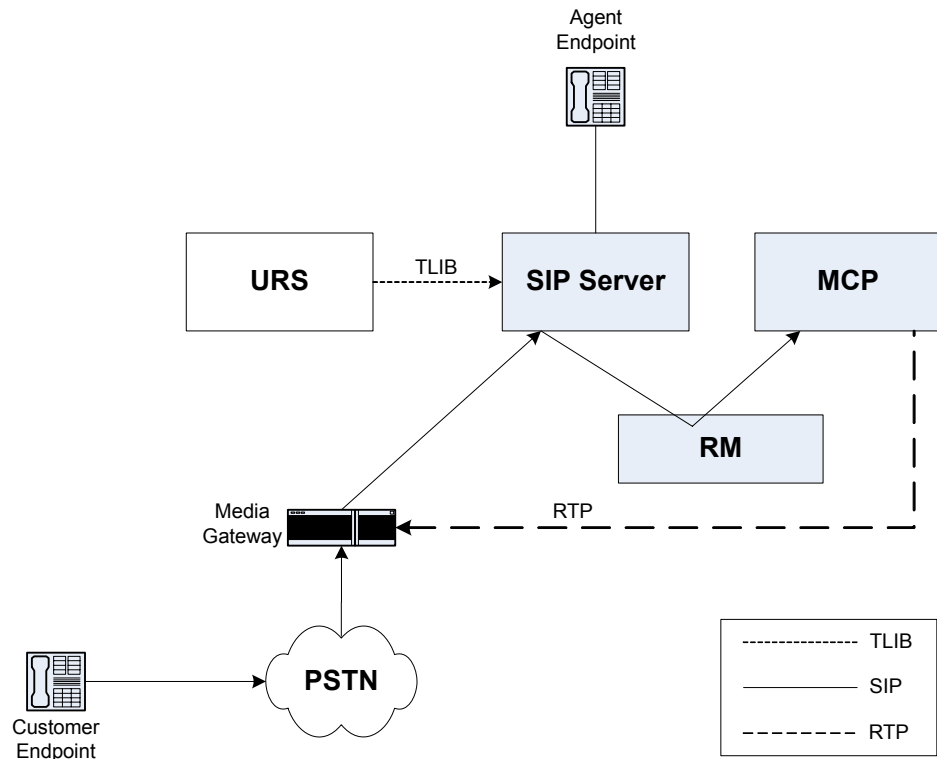 Agent
Endpoint
URS
TLIB
SIP Server
MCP
RM
Media
Gateway
RTP
PSTN
Customer
Endpoint
TLIB
SIP
RTP